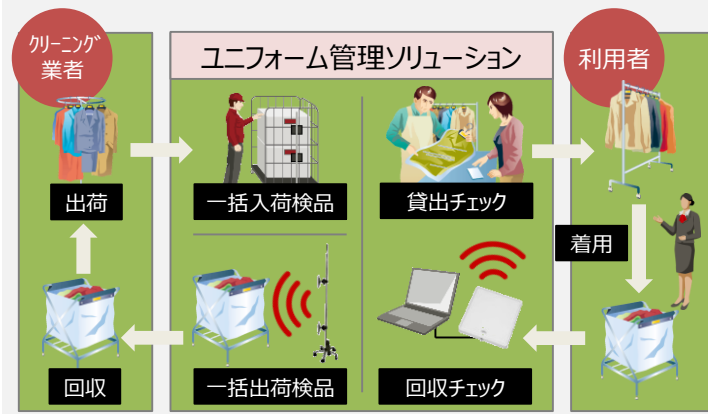 クリーニング
業者
ユニフォーム管理ソリューション
利用者
出荷
一括入荷検品
貸出チェック
着用
回収
一括出荷検品
回収チェック